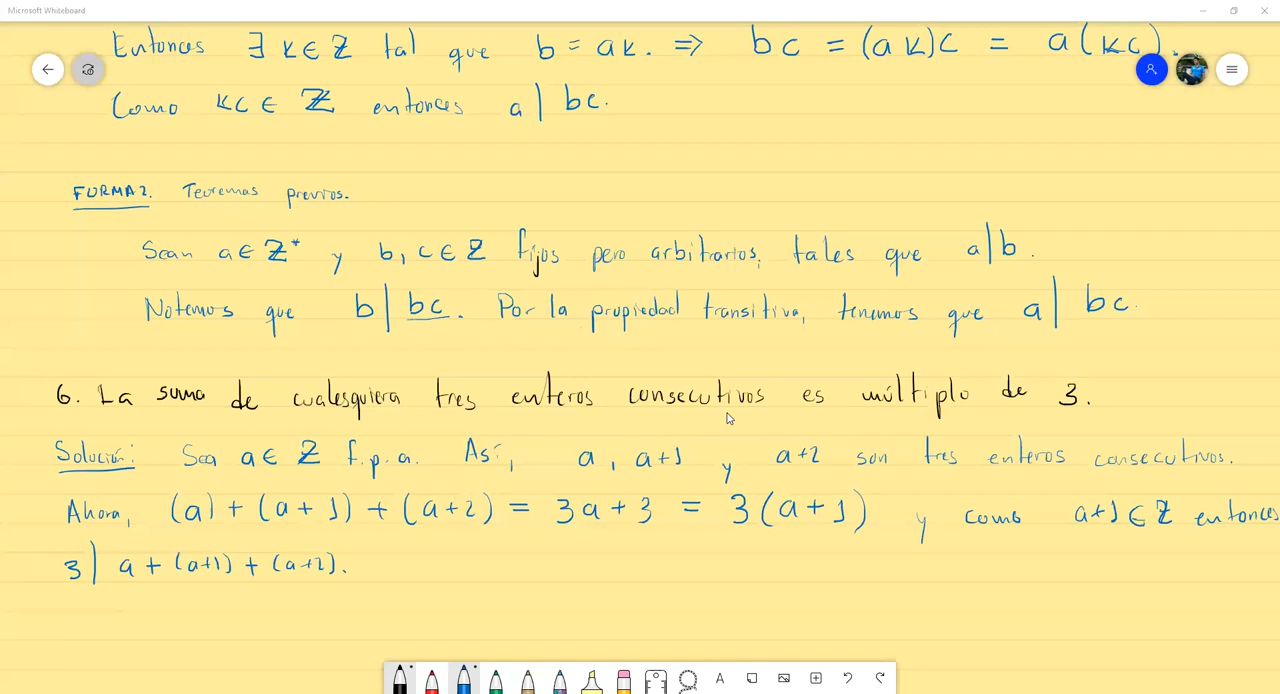 Microsoft Whiteboard
Entonces ∃ k ∈ ℤ tal que b = ak. ⇒ bc = (ak)c = a(kc).
Como kc ∈ ℤ entonces a | bc.
FORMA 2. Teoremas previos.
Sean a ∈ ℤ* y b, c ∈ ℤ fijos pero arbitrarios, tales que a|b.
Notemos que b | bc. Por la propiedad transitiva, tenemos que a | bc.
6. La suma de cualesquiera tres enteros consecutivos es múltiplo de 3.
Solución: Sea a ∈ ℤ f.p.a. Así, a, a+1 y a+2 son tres enteros consecutivos.
Ahora, (a) + (a+1) + (a+2) = 3a + 3 = 3(a+1) y como a+1 ∈ ℤ entonces
3 | a + (a+1) + (a+2).
A